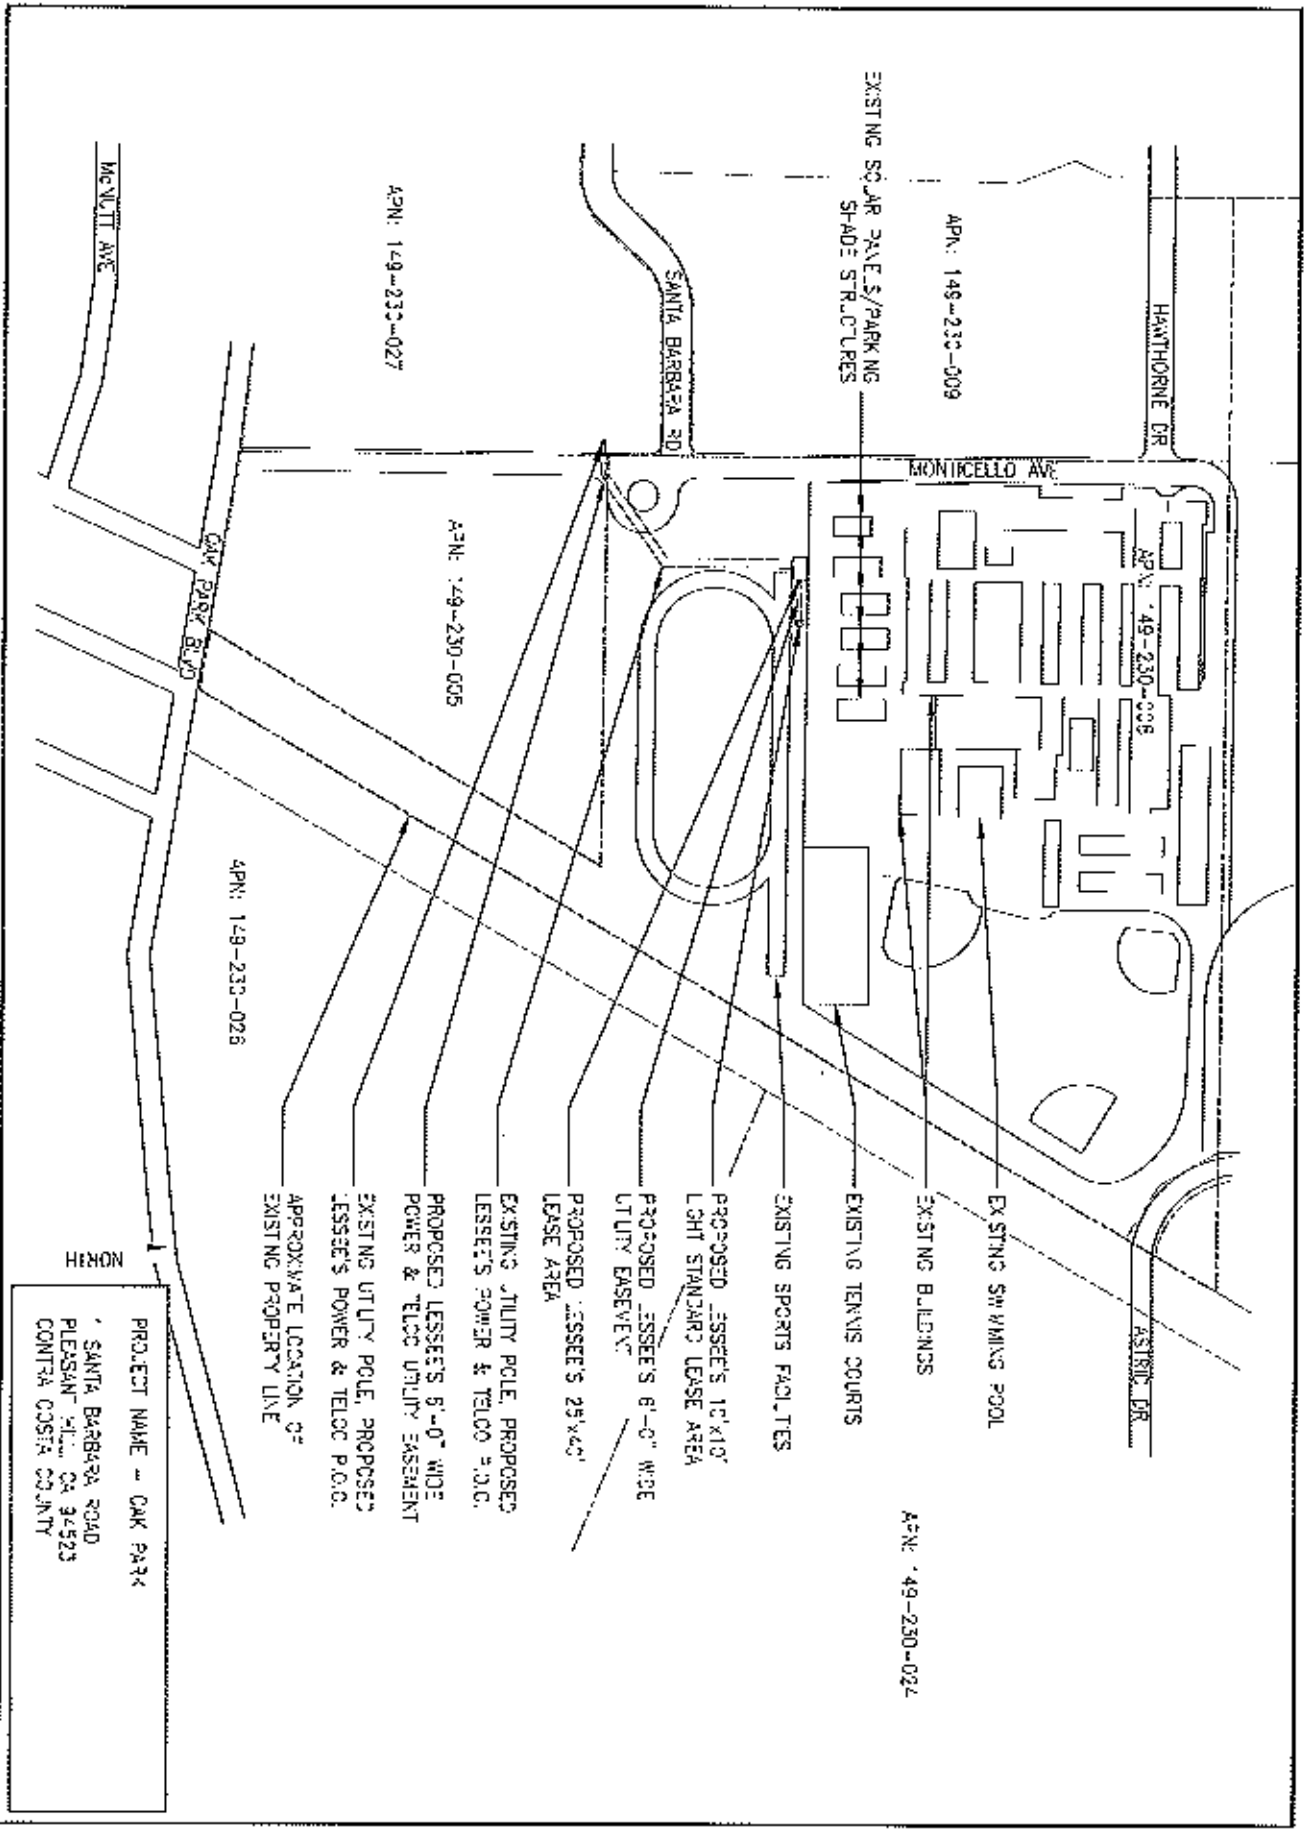 HAWTHORNE DR
APN: 149-230-009
EXISTING SOLAR PANELS/PARKING
SHADE STRUCTURES
SANTA BARBARA RD
APN: 149-230-027
McNUTT AVE
MONTICELLO AVE
APN: 149-230-006
APN: 149-230-005
OAK PARK BLVD
APN: 149-230-026
ASTRID DR
APN: 149-230-024
EXISTING SWIMMING POOL
EXISTING BUILDINGS
EXISTING TENNIS COURTS
EXISTING SPORTS FACILITIES
PROPOSED LESSEE'S 10'x10'
LIGHT STANDARD LEASE AREA
PROPOSED LESSEE'S 6'-0" WIDE
UTILITY EASEMENT
PROPOSED LESSEE'S 25'x40'
LEASE AREA
EXISTING UTILITY POLE, PROPOSED
LESSEE'S POWER & TELCO P.O.C.
PROPOSED LESSEE'S 6'-0" WIDE
POWER & TELCO UTILITY EASEMENT
EXISTING UTILITY POLE, PROPOSED
LESSEE'S POWER & TELCO P.O.C.
APPROXIMATE LOCATION OF
EXISTING PROPERTY LINE
NORTH
PROJECT NAME - OAK PARK
1 SANTA BARBARA ROAD
PLEASANT HILL, CA 94523
CONTRA COSTA COUNTY